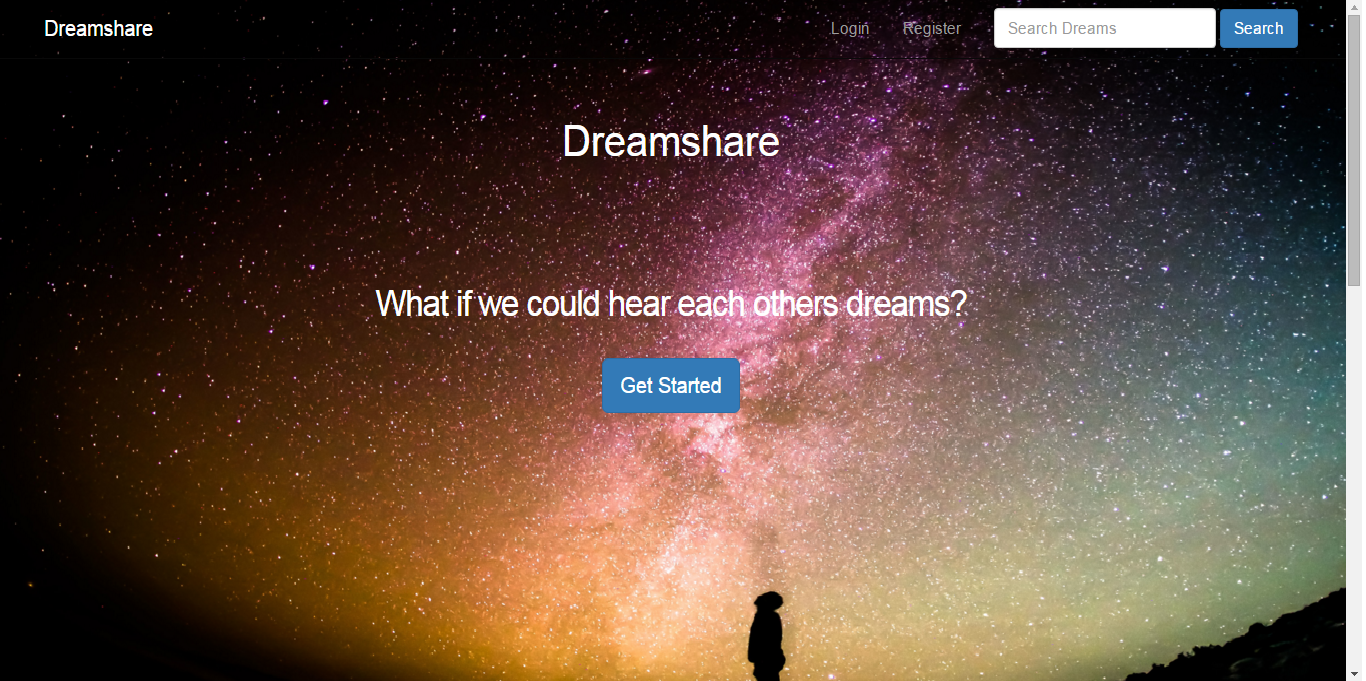 Dreamshare
Login
Register
Search Dreams
Search
Dreamshare
What if we could hear each others dreams?
Get Started